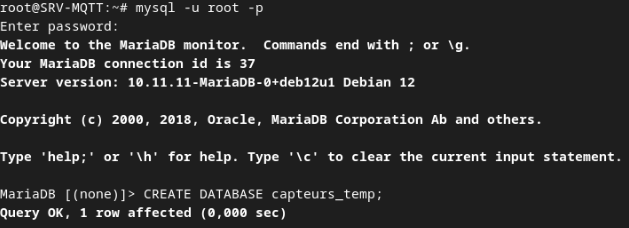 root@SRV-MQTT:~# mysql -u root -p
Enter password:
Welcome to the MariaDB monitor.  Commands end with ; or \g.
Your MariaDB connection id is 37
Server version: 10.11.11-MariaDB-0+deb12u1 Debian 12
Copyright (c) 2000, 2018, Oracle, MariaDB Corporation Ab and others.
Type 'help;' or '\h' for help. Type '\c' to clear the current input statement.
MariaDB [(none)]> CREATE DATABASE capteurs_temp;
Query OK, 1 row affected (0,000 sec)